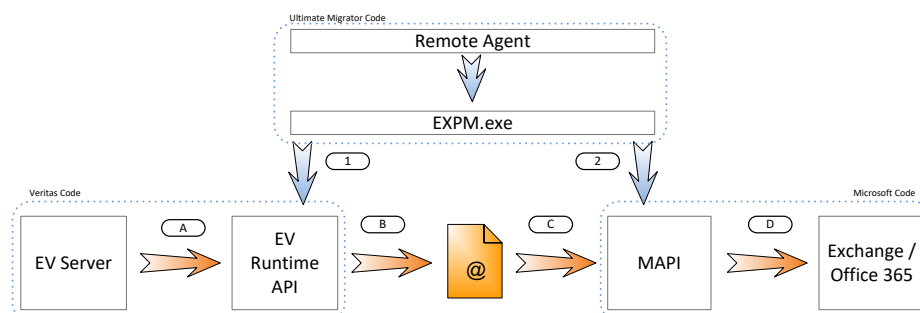 Ultimate Migrator Code
Remote Agent
EXPM.exe
1
2
Veritas Code
Microsoft Code
EV Server
A
EV
Runtime
API
B
@
C
MAPI
D
Exchange /
Office 365